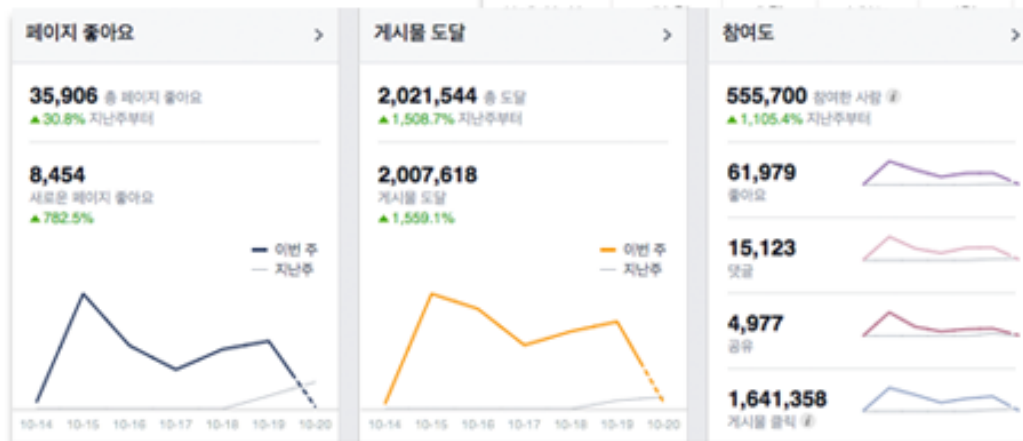 페이지 좋아요
35,906 총 페이지 좋아요
▲30.8% 지난주부터
8,454
새로운 페이지 좋아요
▲782.5%
이번 주
지난주
10-14 10-15 10-16 10-17 10-18 10-19 10-20
게시물 도달
2,021,544 총 도달
▲1,508.7% 지난주부터
2,007,618
게시물 도달
▲1,559.1%
이번 주
지난주
10-14 10-15 10-16 10-17 10-18 10-19 10-20
참여도
555,700 참여한 사람
▲1,105.4% 지난주부터
61,979
좋아요
15,123
댓글
4,977
공유
1,641,358
게시물 클릭